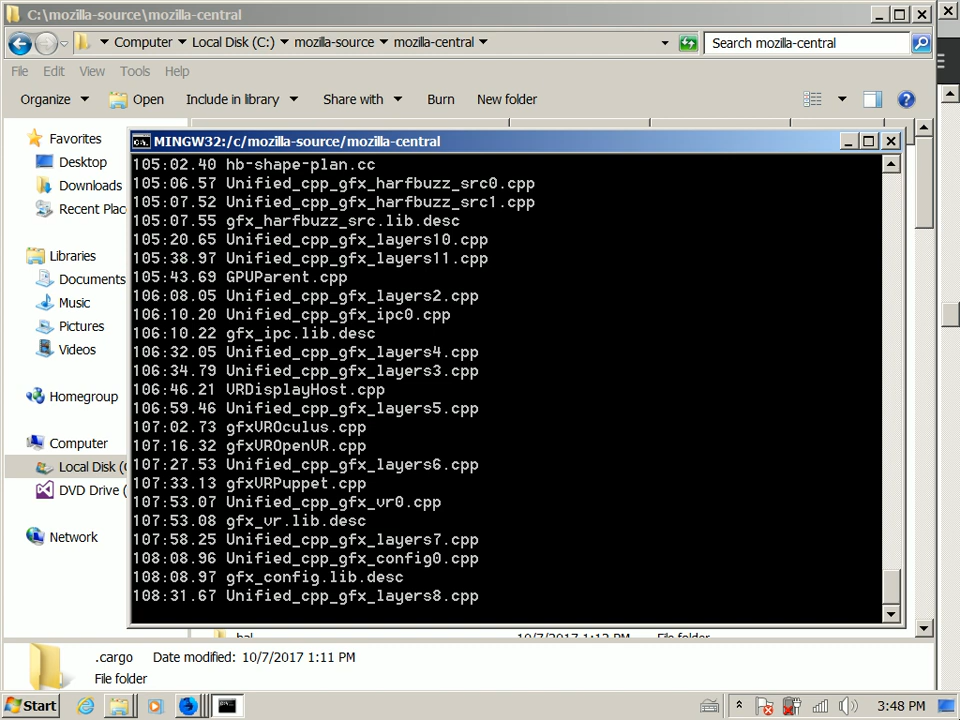 C:\mozilla-source\mozilla-central
Computer Local Disk (C:) mozilla-source mozilla-central
Search mozilla-central
File Edit View Tools Help
Organize Open Include in library Share with Burn New folder
Favorites
Desktop
Downloads
Recent Plac
Libraries
Documents
Music
Pictures
Videos
Homegroup
Computer
Local Disk (
DVD Drive (
Network
MINGW32:/c/mozilla-source/mozilla-central
105:02.40 hb-shape-plan.cc
105:06.57 Unified_cpp_gfx_harfbuzz_src0.cpp
105:07.52 Unified_cpp_gfx_harfbuzz_src1.cpp
105:07.55 gfx_harfbuzz_src.lib.desc
105:20.65 Unified_cpp_gfx_layers10.cpp
105:38.97 Unified_cpp_gfx_layers11.cpp
105:43.69 GPUParent.cpp
106:08.05 Unified_cpp_gfx_layers2.cpp
106:10.20 Unified_cpp_gfx_ipc0.cpp
106:10.22 gfx_ipc.lib.desc
106:32.05 Unified_cpp_gfx_layers4.cpp
106:34.79 Unified_cpp_gfx_layers3.cpp
106:46.21 VRDisplayHost.cpp
106:59.46 Unified_cpp_gfx_layers5.cpp
107:02.73 gfxVROculus.cpp
107:16.32 gfxVROpenVR.cpp
107:27.53 Unified_cpp_gfx_layers6.cpp
107:33.13 gfxVRPuppet.cpp
107:53.07 Unified_cpp_gfx_vr0.cpp
107:53.08 gfx_vr.lib.desc
107:58.25 Unified_cpp_gfx_layers7.cpp
108:08.96 Unified_cpp_gfx_config0.cpp
108:08.97 gfx_config.lib.desc
108:31.67 Unified_cpp_gfx_layers8.cpp
hal 10/7/2017 1:12 PM File folder
.cargo Date modified: 10/7/2017 1:11 PM
File folder
Start
3:48 PM